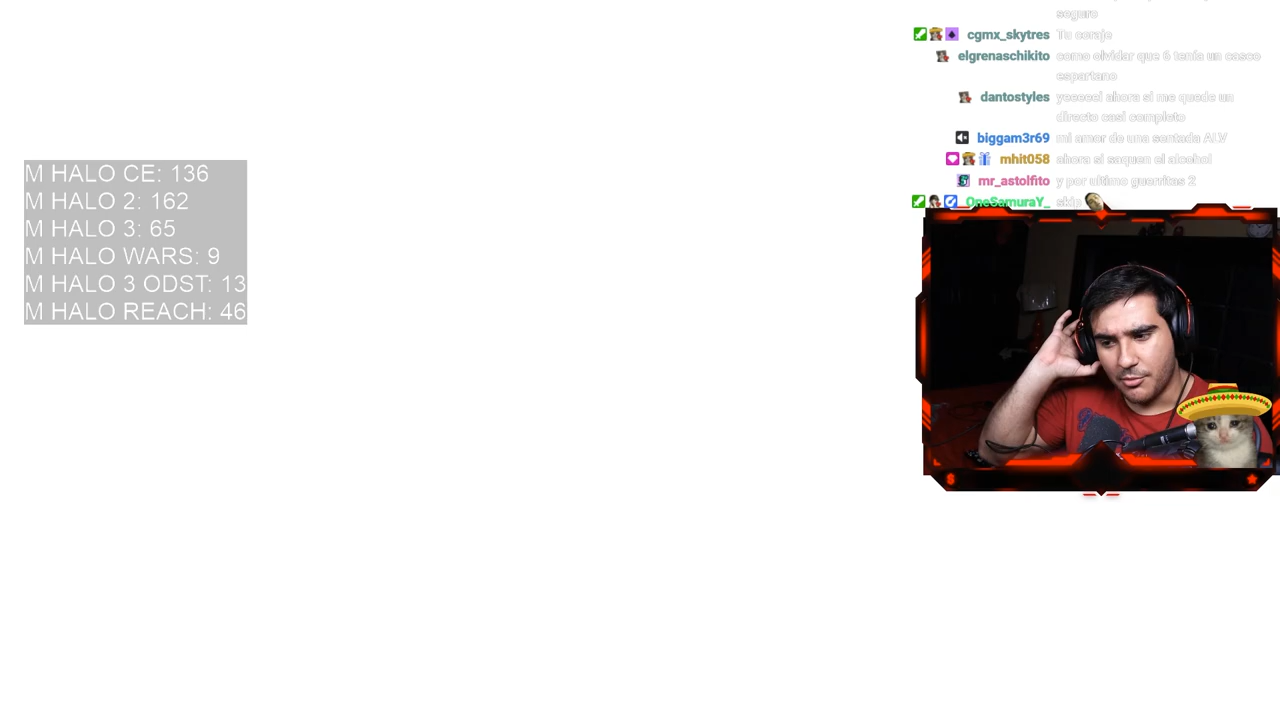 M HALO CE: 136
M HALO 2: 162
M HALO 3: 65
M HALO WARS: 9
M HALO 3 ODST: 13
M HALO REACH: 46
seguro
cgmx_skytres Tu coraje
elgrenaschikito como olvidar que 6 tenía un casco
espartano
dantostyles yeeeeei ahora si me quede un
directo casi completo
biggam3r69 mi amor de una sentada ALV
mhit058 ahora si saquen el alcohol
mr_astolfito y por ultimo guerritas 2
OneSamuraY_ skip